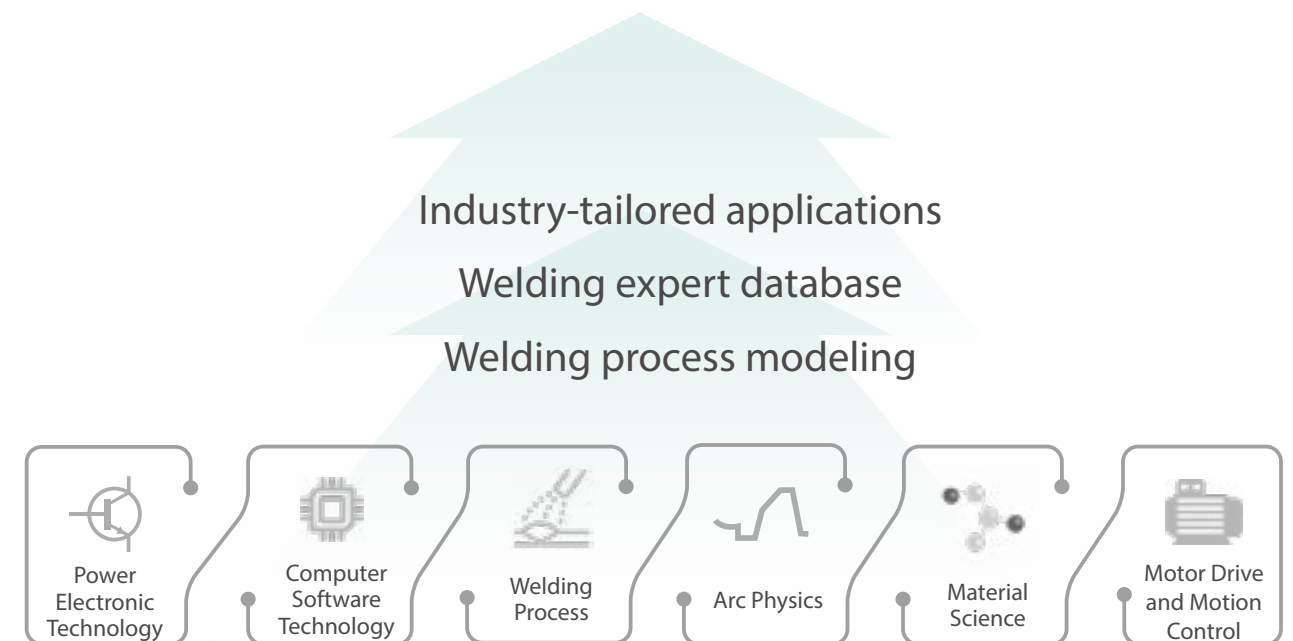 Industry-tailored applications
Welding expert database
Welding process modeling
Power
Electronic
Technology
Computer
Software
Technology
Welding
Process
Arc Physics
Material
Science
Motor Drive
and Motion
Control